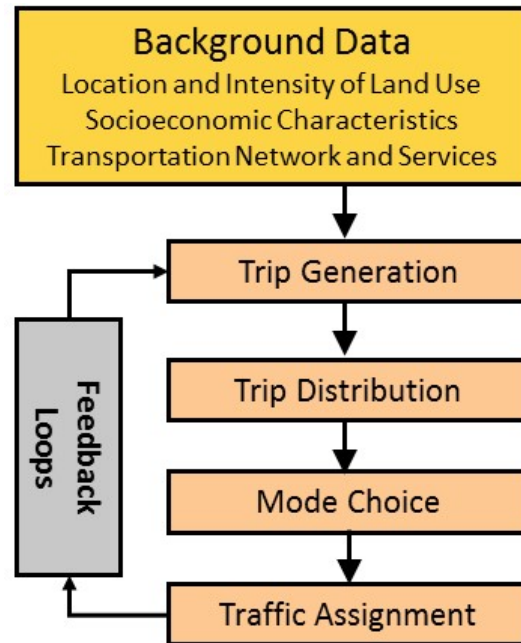 Background Data
Location and Intensity of Land Use
Socioeconomic Characteristics
Transportation Network and Services
Trip Generation
Trip Distribution
Mode Choice
Traffic Assignment
Feedback
Loops